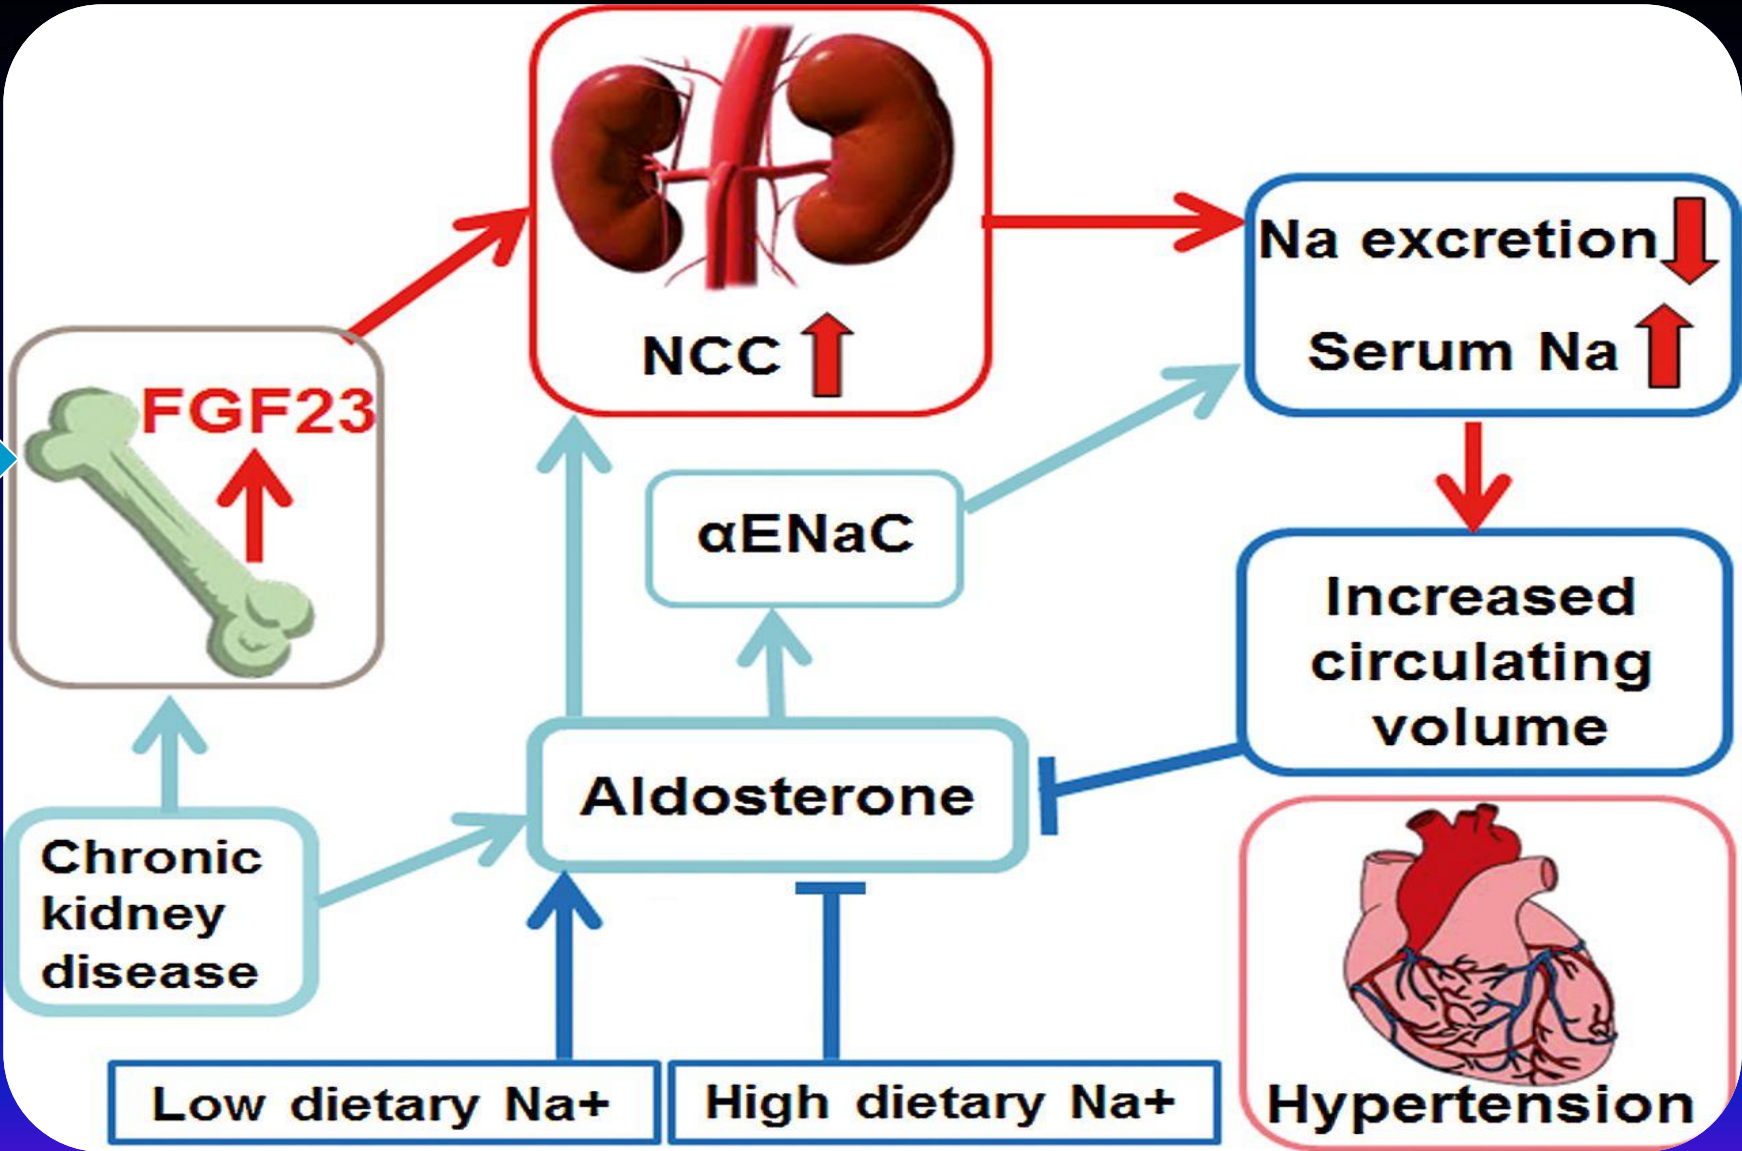 NCC
Na excretion
Serum Na
FGF23
αENaC
Increased
circulating
volume
Aldosterone
Chronic
kidney
disease
Low dietary Na+
High dietary Na+
Hypertension